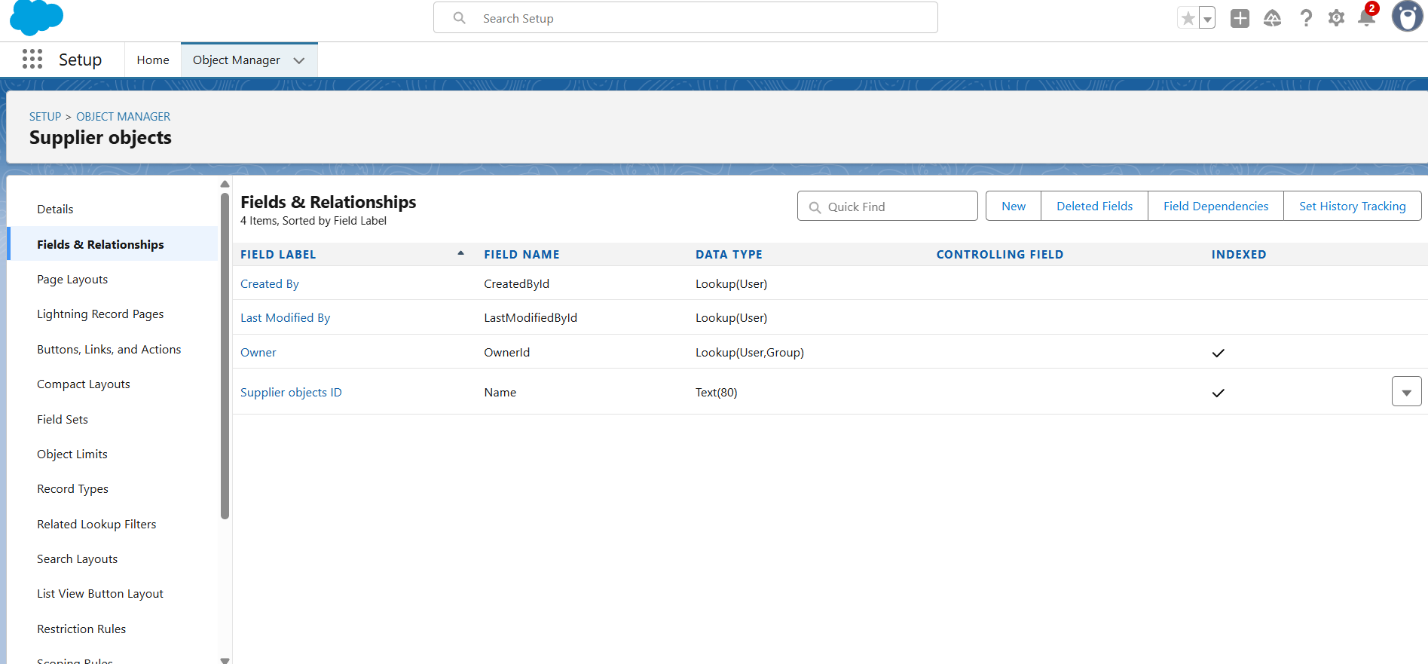 Search Setup
2
Setup
Home
Object Manager
SETUP > OBJECT MANAGER
Supplier objects
Details
Fields & Relationships
Page Layouts
Lightning Record Pages
Buttons, Links, and Actions
Compact Layouts
Field Sets
Object Limits
Record Types
Related Lookup Filters
Search Layouts
List View Button Layout
Restriction Rules
Scoping Rules
Fields & Relationships
4 Items, Sorted by Field Label
Quick Find
New
Deleted Fields
Field Dependencies
Set History Tracking
FIELD LABEL FIELD NAME DATA TYPE CONTROLLING FIELD INDEXED
Created By CreatedById Lookup(User)
Last Modified By LastModifiedById Lookup(User)
Owner OwnerId Lookup(User,Group)
Supplier objects ID Name Text(80)